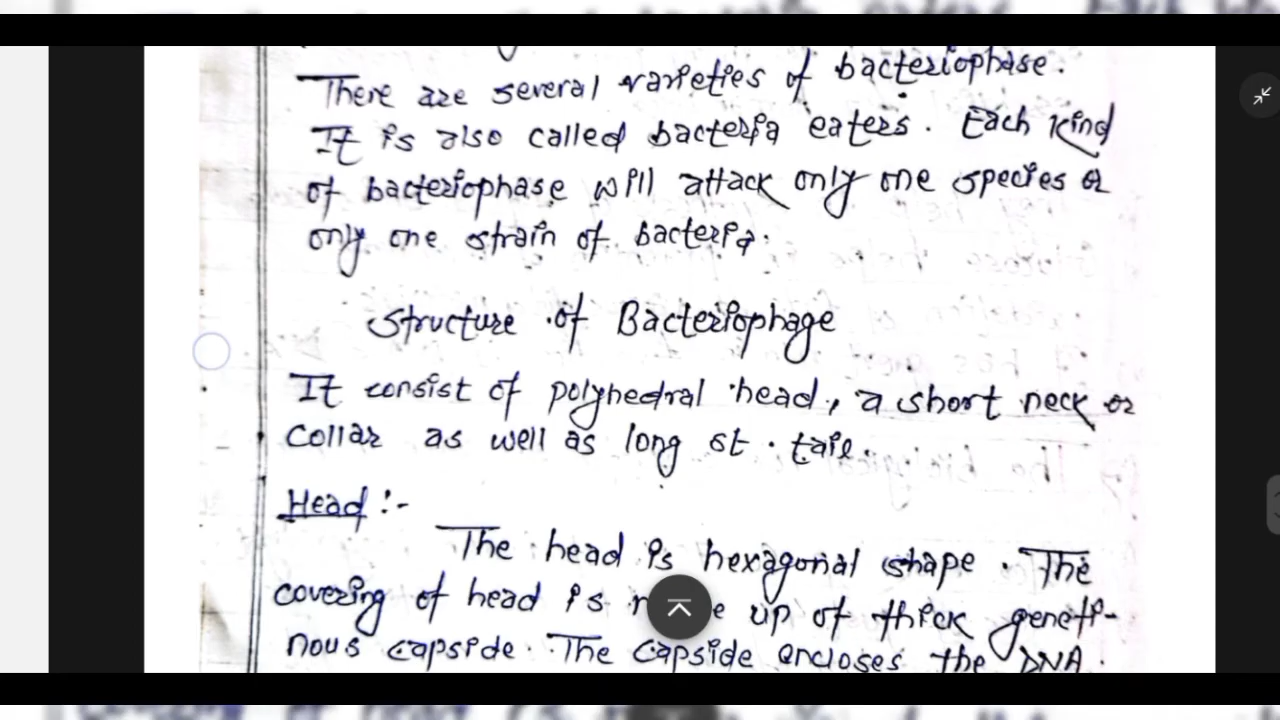 There are several varieties of bacteriophase.
It is also called bacteria eaters. Each kind
of bacteriophase will attack only one species or
only one strain of bacteria.
Structure of Bacteriophage
It consist of polyhedral head, a short neck or
Collar as well as long st. tail.
Head :-
The head is hexagonal shape. The
covering of head is up of thick geneti-
nous capside. The capside encloses the DNA.